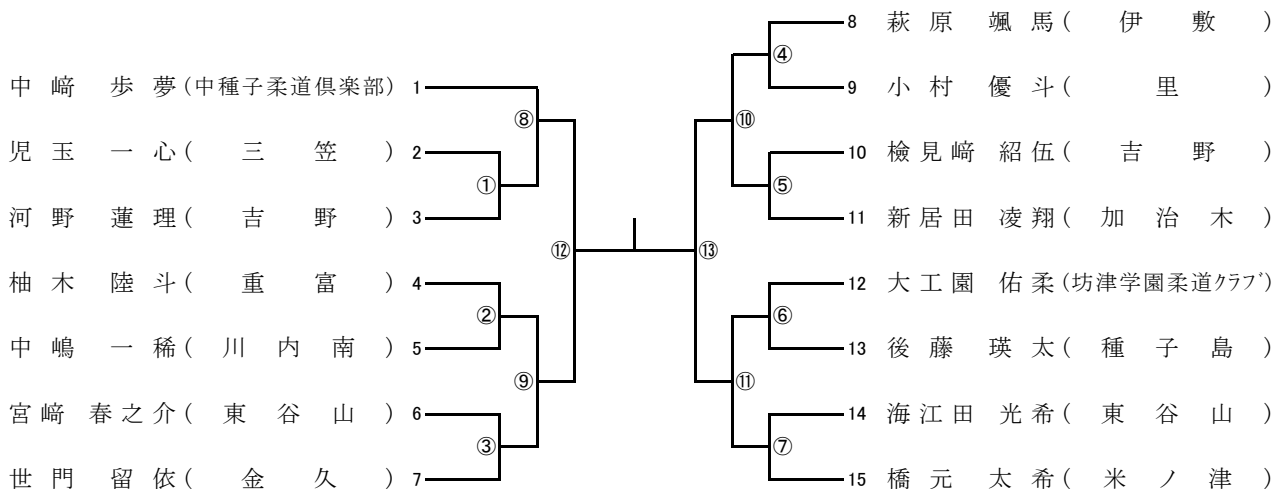 中﨑 歩夢(中種子柔道倶楽部) 1
⑧
児玉 一心(三笠) 2
①
河野 蓮理(吉野) 3
⑫
柚木 陸斗(重富) 4
②
中嶋 一稀(川内南) 5
⑨
宮﨑 春之介(東谷山) 6
③
世門 留依(金久) 7
8 萩原 颯馬(伊敷)
④
9 小村 優斗(里)
⑩
10 檢見﨑 紹伍(吉野)
⑤
11 新居田 凌翔(加治木)
⑬
12 大工園 佑柔(坊津学園柔道ｸﾗﾌﾞ)
⑥
13 後藤 瑛太(種子島)
⑪
14 海江田 光希(東谷山)
⑦
15 橋元 太希(米ノ津)